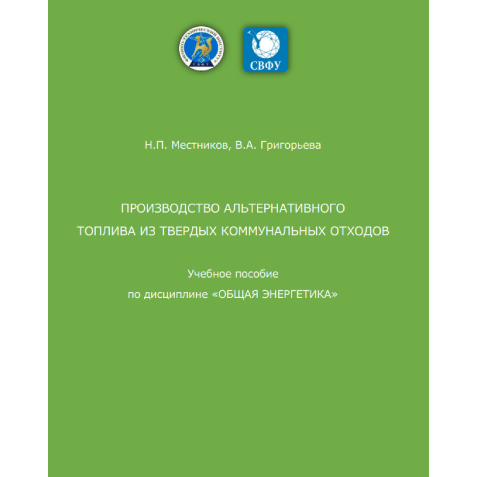 СВФУ
Н.П. Местников, В.А. Григорьева
ПРОИЗВОДСТВО АЛЬТЕРНАТИВНОГО
ТОПЛИВА ИЗ ТВЕРДЫХ КОММУНАЛЬНЫХ ОТХОДОВ
Учебное пособие
по дисциплине «ОБЩАЯ ЭНЕРГЕТИКА»